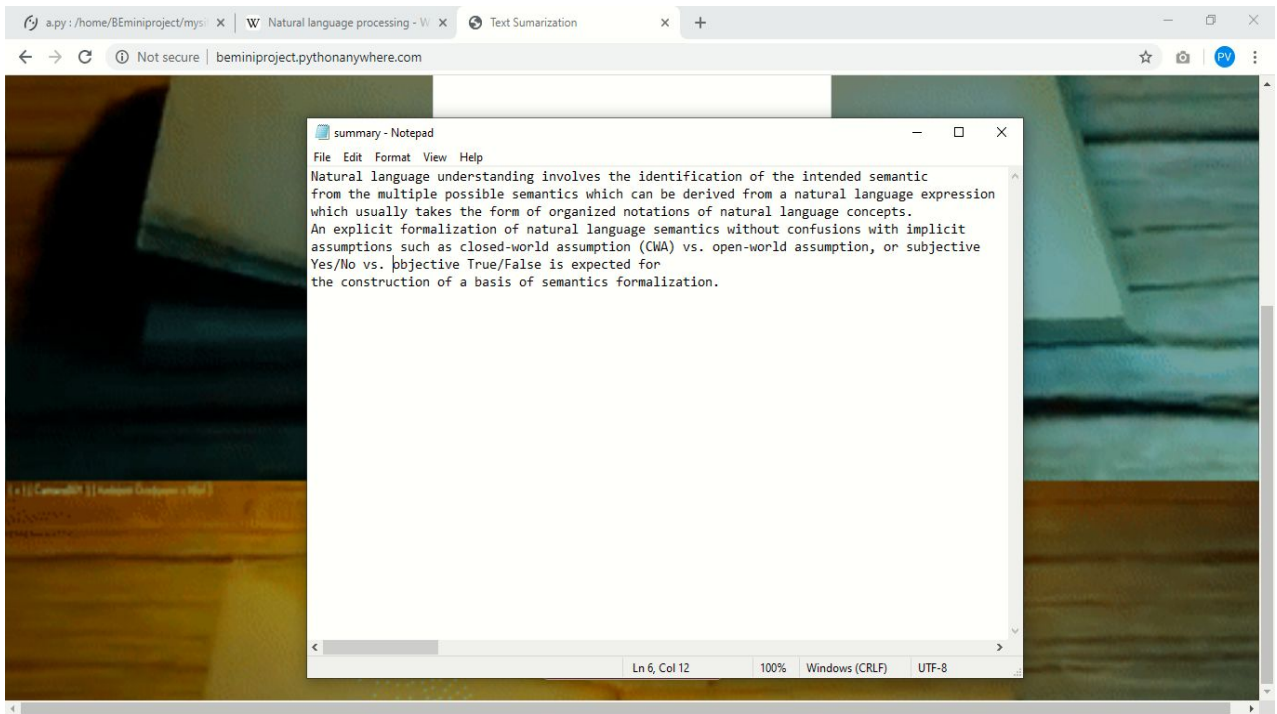 a.py : /home/BEminiproject/mysi
Natural language processing - W
Text Sumarization
Not secure | beminiproject.pythonanywhere.com
PV
summary - Notepad
File Edit Format View Help
Natural language understanding involves the identification of the intended semantic
from the multiple possible semantics which can be derived from a natural language expression
which usually takes the form of organized notations of natural language concepts.
An explicit formalization of natural language semantics without confusions with implicit
assumptions such as closed-world assumption (CWA) vs. open-world assumption, or subjective
Yes/No vs. objective True/False is expected for
the construction of a basis of semantics formalization.
Ln 6, Col 12 100% Windows (CRLF) UTF-8